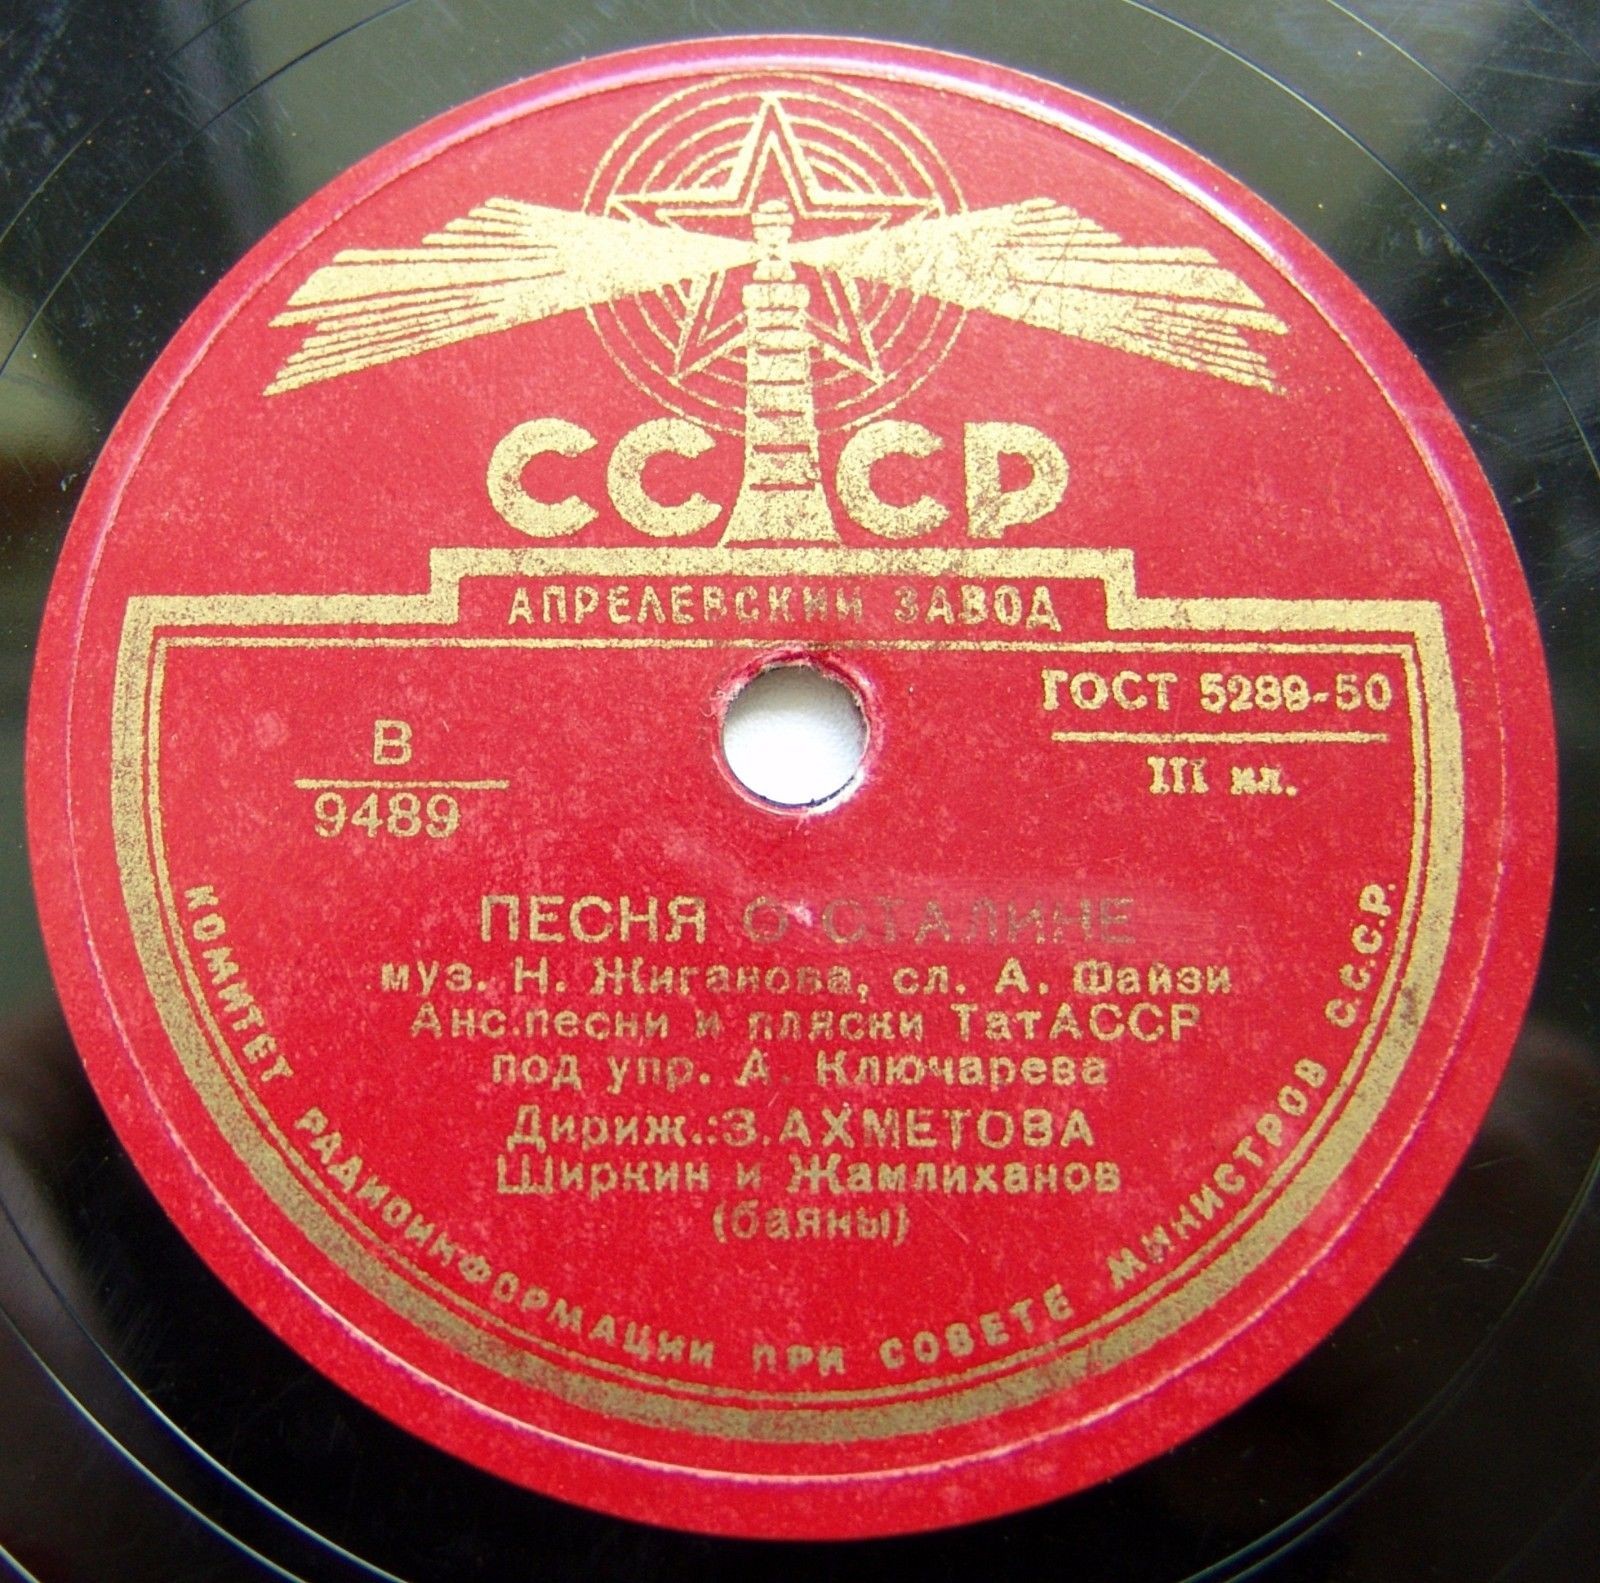 СССР
АПРЕЛЕВСКИЙ ЗАВОД
ГОСТ 5289-50
III кл.
В
9489
ПЕСНЯ О СТАЛИНЕ
муз. Н. Жиганова, сл. А. Файзи
Анс.песни и пляски ТатАССР
под упр. А. Ключарева
Дириж.:З.АХМЕТОВА
Ширкин и Жамлиханов
(баяны)
КОМИТЕТ РАДИОИНФОРМАЦИИ ПРИ СОВЕТЕ МИНИСТРОВ С.С.С.Р.